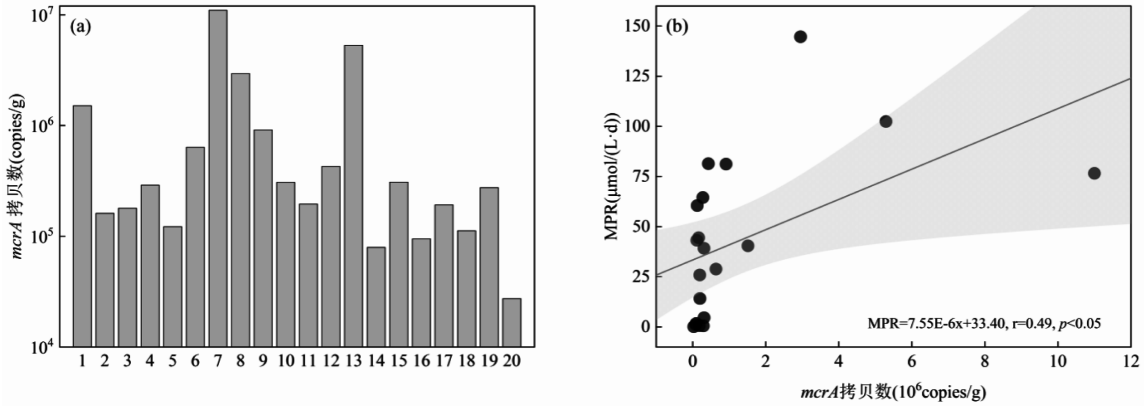 (a)
10⁷
10⁶
10⁵
10⁴
mcrA 拷贝数(copies/g)
1 2 3 4 5 6 7 8 9 10 11 12 13 14 15 16 17 18 19 20
(b)
150
125
100
75
50
25
0
MPR(μmol/(L·d)
MPR=7.55E-6x+33.40, r=0.49, p<0.05
0 2 4 6 8 10 12
mcrA拷贝数(10⁶copies/g)